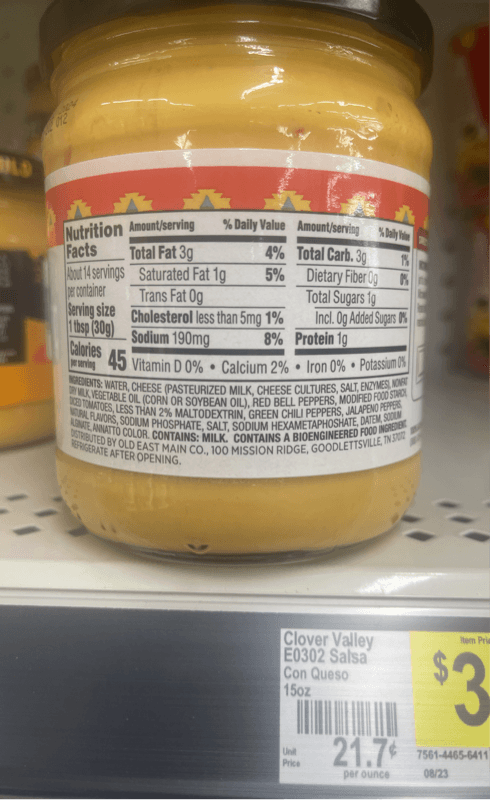 Nutrition Facts
About 14 servings per container
Serving size
1 tbsp (30g)
Calories per serving 45
Amount/serving % Daily Value
Total Fat 3g 4%
Saturated Fat 1g 5%
Trans Fat 0g
Cholesterol less than 5mg 1%
Sodium 190mg 8%
Amount/serving % Daily Value
Total Carb. 3g 1%
Dietary Fiber 0g 0%
Total Sugars 1g
Incl. 0g Added Sugars 0%
Protein 1g
Vitamin D 0% • Calcium 2% • Iron 0% • Potassium 0%
INGREDIENTS: WATER, CHEESE (PASTEURIZED MILK, CHEESE CULTURES, SALT, ENZYMES), NONFAT
DRY MILK, VEGETABLE OIL (CORN OR SOYBEAN OIL), RED BELL PEPPERS, MODIFIED FOOD STARCH,
DICED TOMATOES, LESS THAN 2% MALTODEXTRIN, GREEN CHILI PEPPERS, JALAPENO PEPPERS,
NATURAL FLAVORS, SODIUM PHOSPHATE, SALT, SODIUM HEXAMETAPHOSHATE, DATEM, SODIUM
ALGINATE, ANNATTO COLOR. CONTAINS: MILK. CONTAINS A BIOENGINEERED FOOD INGREDIENT.
DISTRIBUTED BY OLD EAST MAIN CO., 100 MISSION RIDGE, GOODLETTSVILLE, TN 37072
REFRIGERATE AFTER OPENING.
Clover Valley
E0302 Salsa
Con Queso
15oz
Unit Price
21.7¢
per ounce
Item
$3
7561-4465-6411
08/23